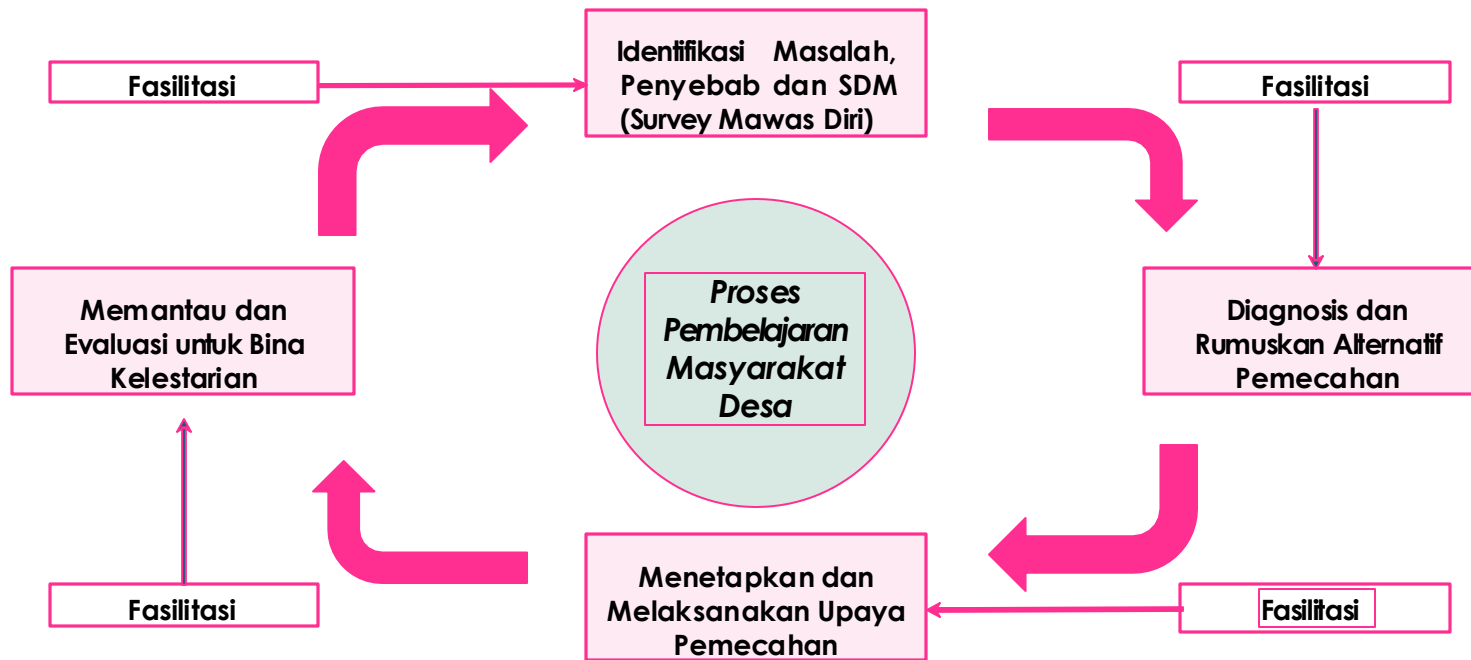 Identifikasi Masalah,
Penyebab dan SDM
(Survey Mawas Diri)
Fasilitasi
Fasilitasi
Memantau dan
Evaluasi untuk Bina
Kelestarian
Proses
Pembelajaran
Masyarakat
Desa
Diagnosis dan
Rumuskan Alternatif
Pemecahan
Menetapkan dan
Melaksanakan Upaya
Pemecahan
Fasilitasi
Fasilitasi